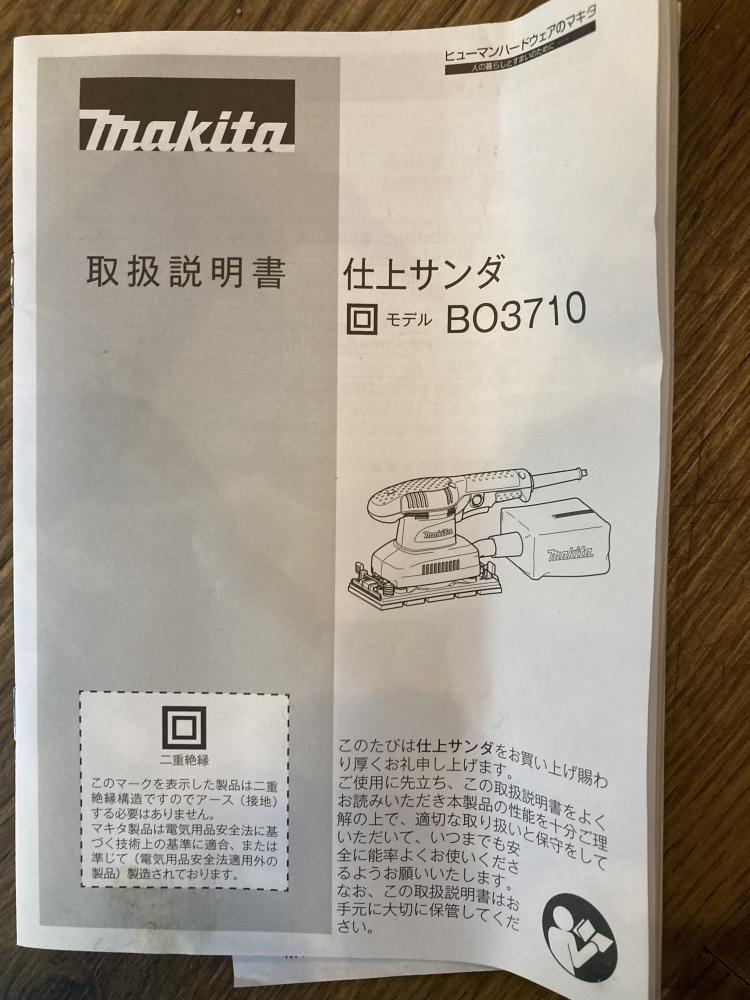 ヒューマンハードウェアのマキタ
人の暮らしとすまいのために……
makita
取扱説明書
仕上サンダ
モデル BO3710
makita
makita
二重絶縁
このマークを表示した製品は二重
絶縁構造ですのでアース（接地）
する必要はありません。
マキタ製品は電気用品安全法に基
づく技術上の基準に適合、または
準じて（電気用品安全法適用外の
製品）製造されております。
このたびは仕上サンダをお買い上げ賜わ
り厚くお礼申し上げます。
ご使用に先立ち、この取扱説明書をよく
お読みいただき本製品の性能を十分ご理
解の上で、適切な取り扱いと保守をして
いただいて、いつまでも安
全に能率よくお使いくださ
るようお願いいたします。
なお、この取扱説明書はお
手元に大切に保管してくだ
さい。